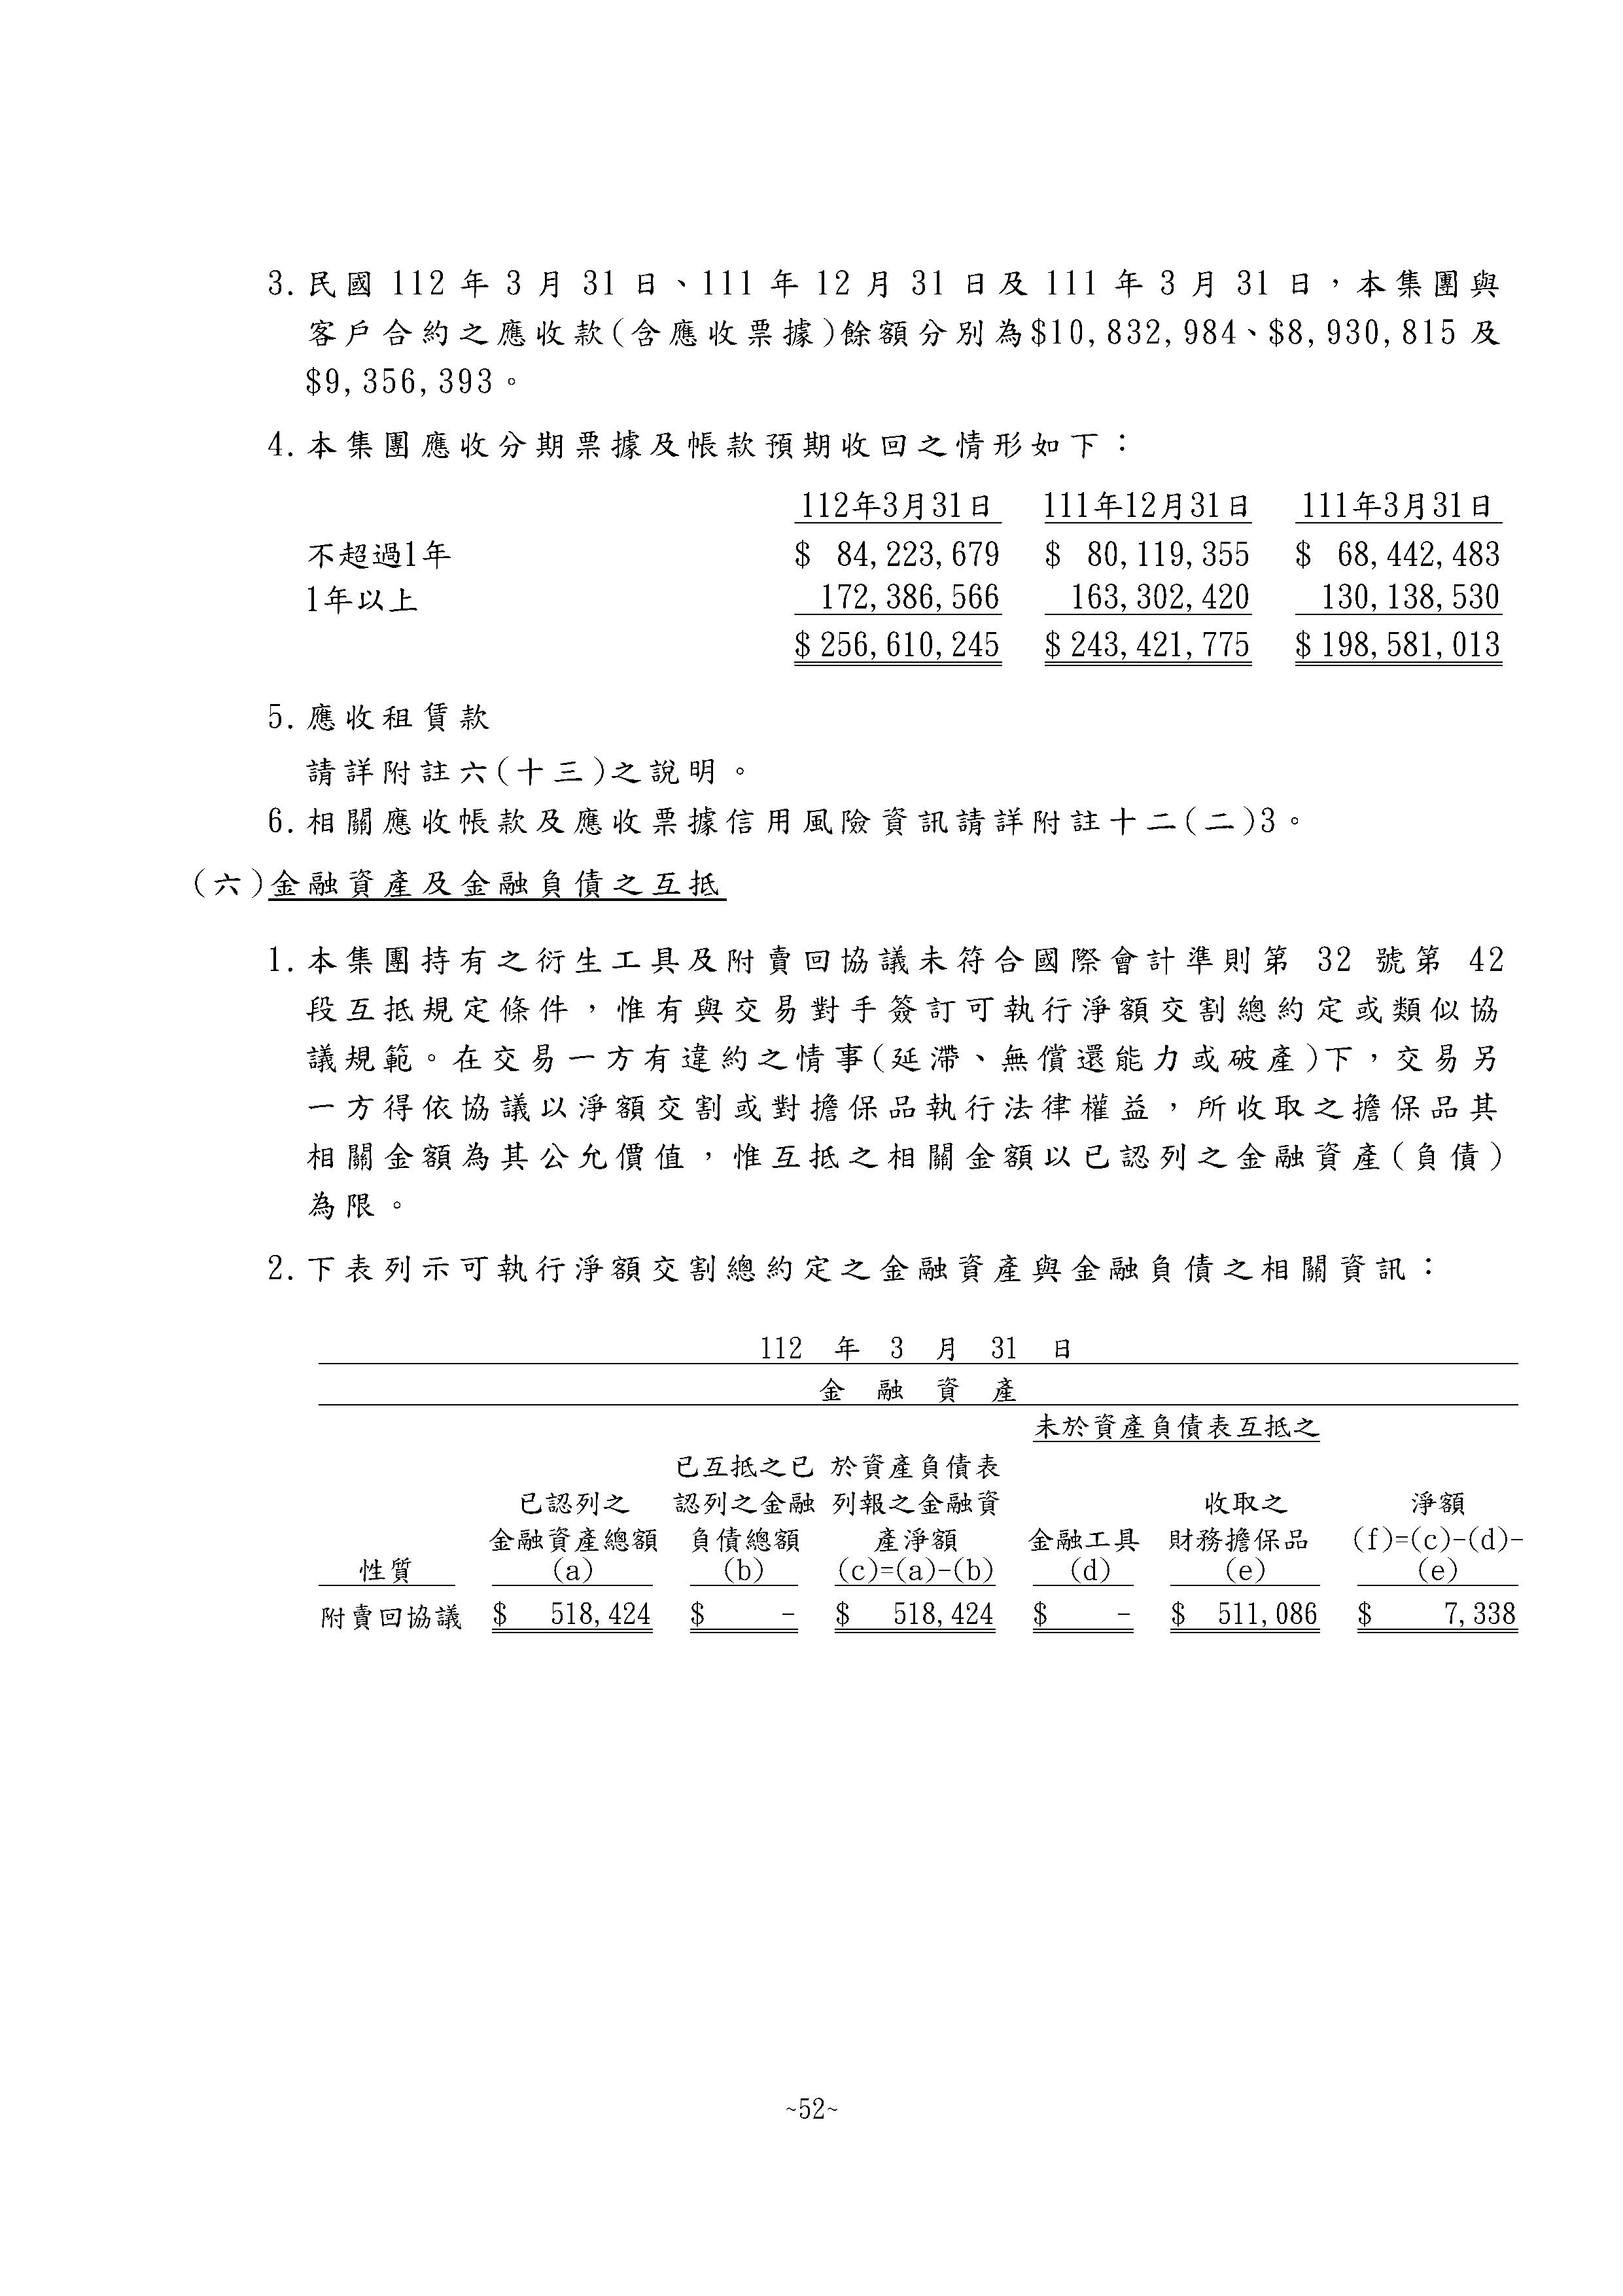 3.民國 112 年 3 月 31 日、111 年 12 月 31 日及 111 年 3 月 31 日，本集團與
客戶合約之應收款(含應收票據)餘額分別為$10,832,984、$8,930,815 及
$9,356,393。
4.本集團應收分期票據及帳款預期收回之情形如下：
112年3月31日 111年12月31日 111年3月31日
不超過1年 $ 84,223,679 $ 80,119,355 $ 68,442,483
1年以上 172,386,566 163,302,420 130,138,530
$ 256,610,245 $ 243,421,775 $ 198,581,013
5.應收租賃款
請詳附註六(十三)之說明。
6.相關應收帳款及應收票據信用風險資訊請詳附註十二(二)3。
(六)金融資產及金融負債之互抵
1.本集團持有之衍生工具及附賣回協議未符合國際會計準則第 32 號第 42
段互抵規定條件，惟有與交易對手簽訂可執行淨額交割總約定或類似協
議規範。在交易一方有違約之情事(延滯、無償還能力或破產)下，交易另
一方得依協議以淨額交割或對擔保品執行法律權益，所收取之擔保品其
相關金額為其公允價值，惟互抵之相關金額以已認列之金融資產(負債)
為限。
2.下表列示可執行淨額交割總約定之金融資產與金融負債之相關資訊：
112 年 3 月 31 日
金 融 資 產
未於資產負債表互抵之
已互抵之已 於資產負債表
已認列之 認列之金融 列報之金融資 收取之 淨額
金融資產總額 負債總額 產淨額 金融工具 財務擔保品 (f)=(c)-(d)-
性質 (a) (b) (c)=(a)-(b) (d) (e) (e)
附賣回協議 $ 518,424 $ - $ 518,424 $ - $ 511,086 $ 7,338
~52~